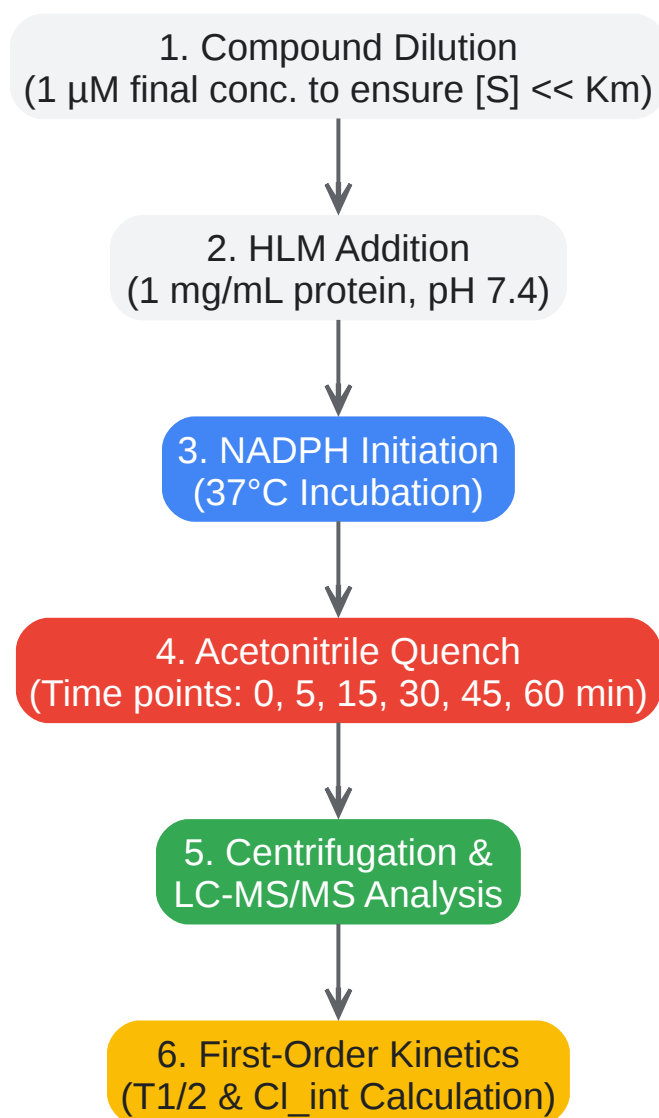 1. Compound Dilution
(1 µM final conc. to ensure [S] << Km)
2. HLM Addition
(1 mg/mL protein, pH 7.4)
3. NADPH Initiation
(37°C Incubation)
4. Acetonitrile Quench
(Time points: 0, 5, 15, 30, 45, 60 min)
5. Centrifugation &
LC-MS/MS Analysis
6. First-Order Kinetics
(T1/2 & Cl_int Calculation)